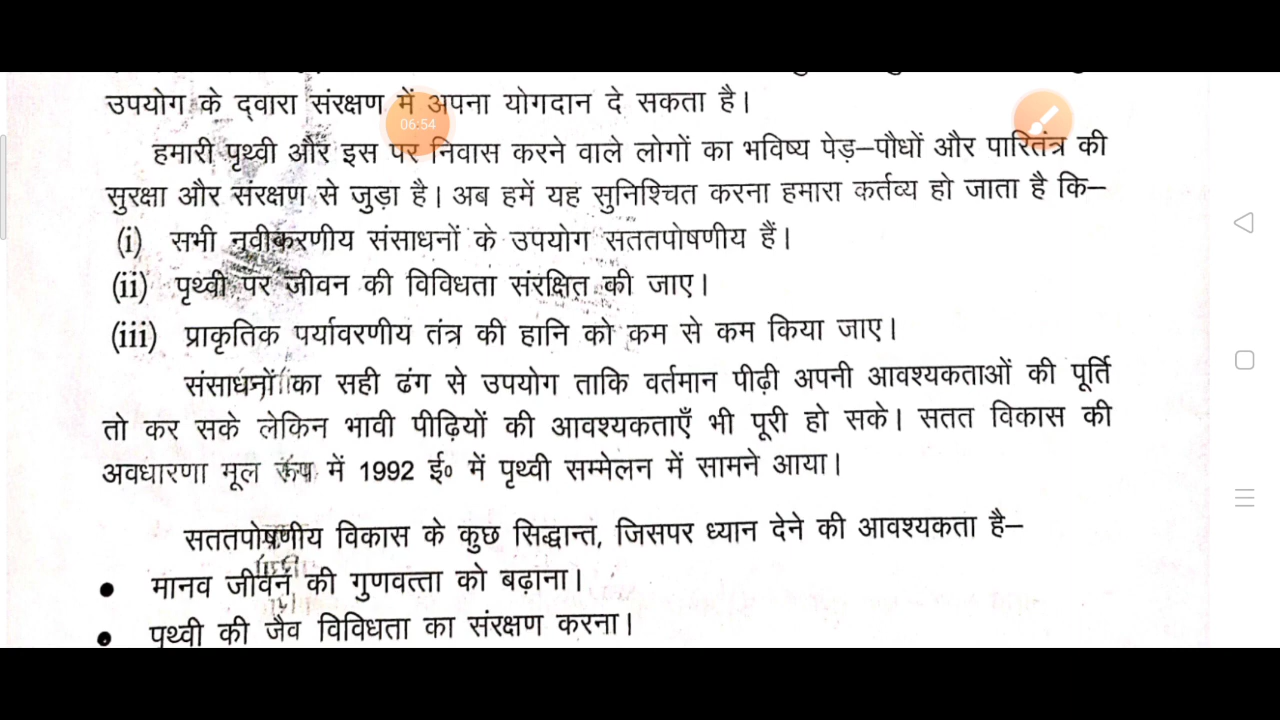 उपयोग के द्वारा संरक्षण में अपना योगदान दे सकता है।
06:54
हमारी पृथ्वी और इस पर निवास करने वाले लोगों का भविष्य पेड़–पौधों और पारितंत्र की
सुरक्षा और संरक्षण से जुड़ा है। अब हमें यह सुनिश्चित करना हमारा कर्तव्य हो जाता है कि–
(i) सभी नवीकरणीय संसाधनों के उपयोग सततपोषणीय हैं।
(ii) पृथ्वी पर जीवन की विविधता संरक्षित की जाए।
(iii) प्राकृतिक पर्यावरणीय तंत्र की हानि को कम से कम किया जाए।
संसाधनों का सही ढंग से उपयोग ताकि वर्तमान पीढ़ी अपनी आवश्यकताओं की पूर्ति
तो कर सके लेकिन भावी पीढ़ियों की आवश्यकताएँ भी पूरी हो सके। सतत विकास की
अवधारणा मूल रूप में 1992 ई० में पृथ्वी सम्मेलन में सामने आया।
सततपोषणीय विकास के कुछ सिद्धान्त, जिसपर ध्यान देने की आवश्यकता है–
● मानव जीवन की गुणवत्ता को बढ़ाना।
● पृथ्वी की जैव विविधता का संरक्षण करना।